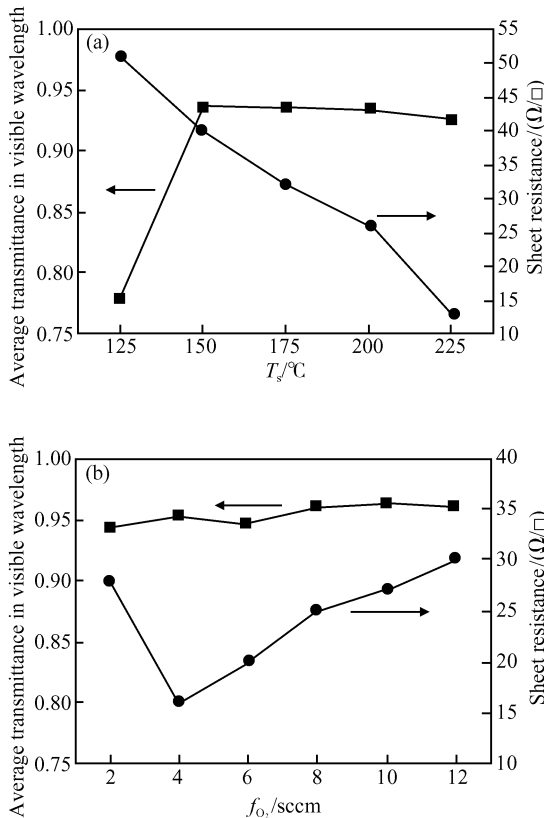 (a)
Average transmittance in visible wavelength
1.00
0.95
0.90
0.85
0.80
0.75
55
50
45
40
35
30
25
20
15
10
Sheet resistance/(Ω/□)
125 150 175 200 225
Ts/℃
(b)
Average transmittance in visible wavelength
1.00
0.95
0.90
0.85
0.80
0.75
40
35
30
25
20
15
10
Sheet resistance/(Ω/□)
2 4 6 8 10 12
fO₂/sccm